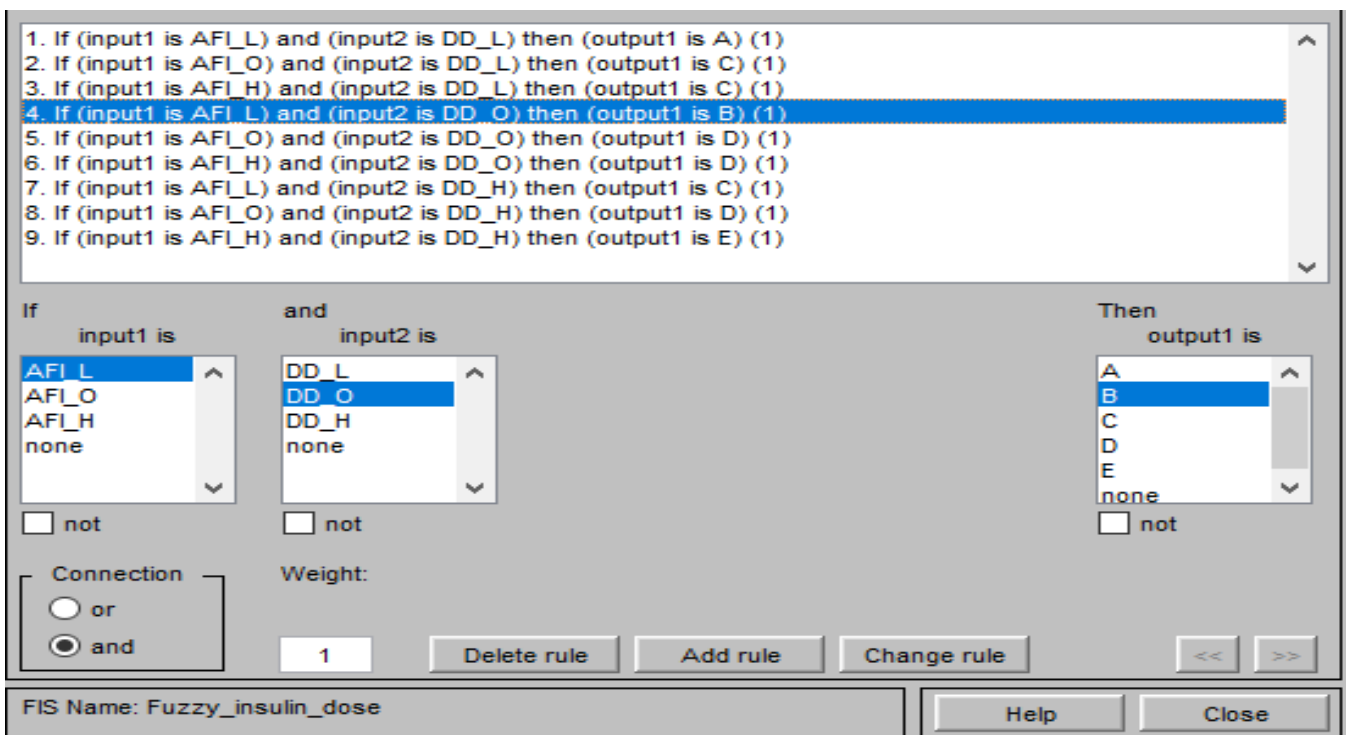 1. If (input1 is AFI_L) and (input2 is DD_L) then (output1 is A) (1)
2. If (input1 is AFI_O) and (input2 is DD_L) then (output1 is C) (1)
3. If (input1 is AFI_H) and (input2 is DD_L) then (output1 is C) (1)
4. If (input1 is AFI_L) and (input2 is DD_O) then (output1 is B) (1)
5. If (input1 is AFI_O) and (input2 is DD_O) then (output1 is D) (1)
6. If (input1 is AFI_H) and (input2 is DD_O) then (output1 is D) (1)
7. If (input1 is AFI_L) and (input2 is DD_H) then (output1 is C) (1)
8. If (input1 is AFI_O) and (input2 is DD_H) then (output1 is D) (1)
9. If (input1 is AFI_H) and (input2 is DD_H) then (output1 is E) (1)
If
input1 is
AFI_L
AFI_O
AFI_H
none
not
and
input2 is
DD_L
DD_O
DD_H
none
not
Then
output1 is
A
B
C
D
E
none
not
Connection
or
and
Weight:
1
Delete rule
Add rule
Change rule
<<
>>
FIS Name: Fuzzy_insulin_dose
Help
Close